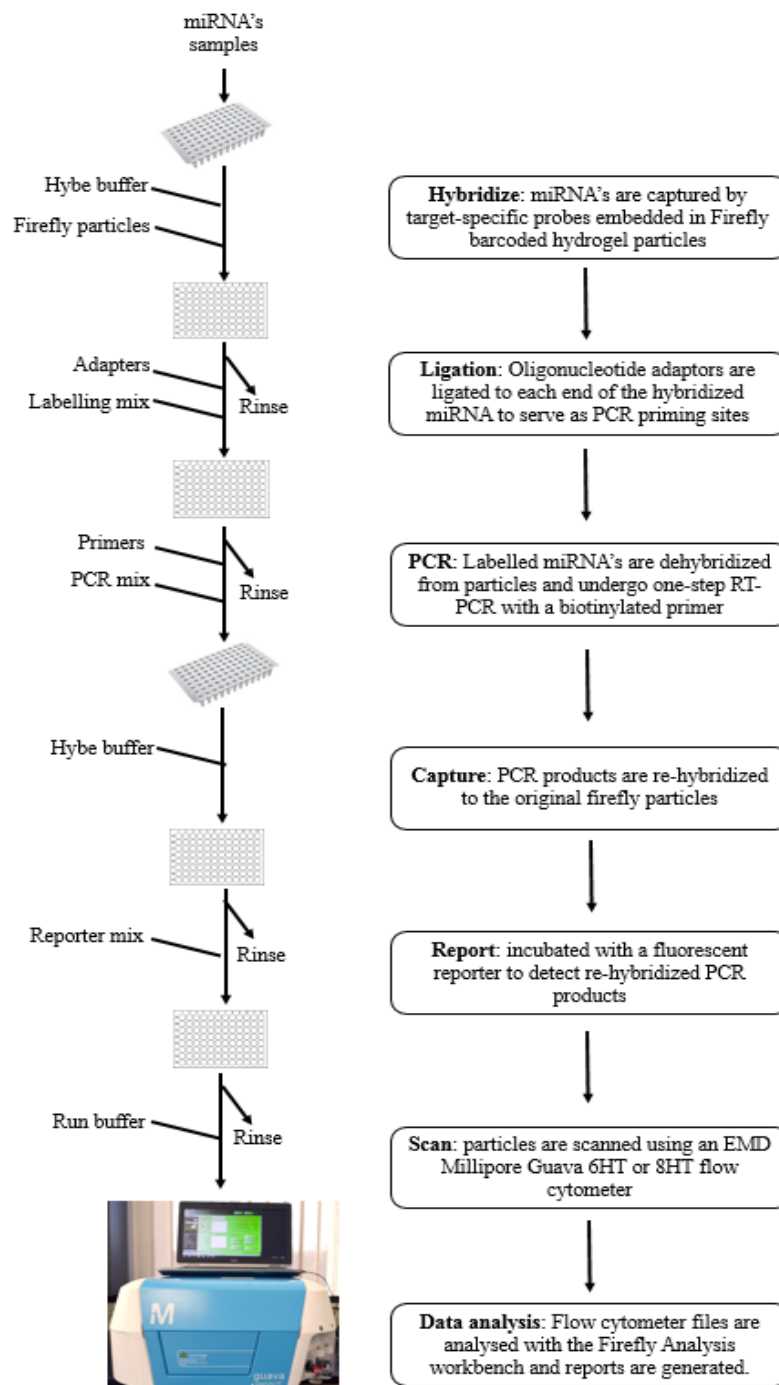 miRNA's
samples
Hybe buffer
Firefly particles
Adapters
Labelling mix
Rinse
Primers
PCR mix
Rinse
Hybe buffer
Reporter mix
Rinse
Run buffer
Rinse
M
guava
Hybridize: miRNA's are captured by
target-specific probes embedded in Firefly
barcoded hydrogel particles
Ligation: Oligonucleotide adaptors are
ligated to each end of the hybridized
miRNA to serve as PCR priming sites
PCR: Labelled miRNA's are dehybridized
from particles and undergo one-step RT-
PCR with a biotinylated primer
Capture: PCR products are re-hybridized
to the original firefly particles
Report: incubated with a fluorescent
reporter to detect re-hybridized PCR
products
Scan: particles are scanned using an EMD
Millipore Guava 6HT or 8HT flow
cytometer
Data analysis: Flow cytometer files are
analysed with the Firefly Analysis
workbench and reports are generated.